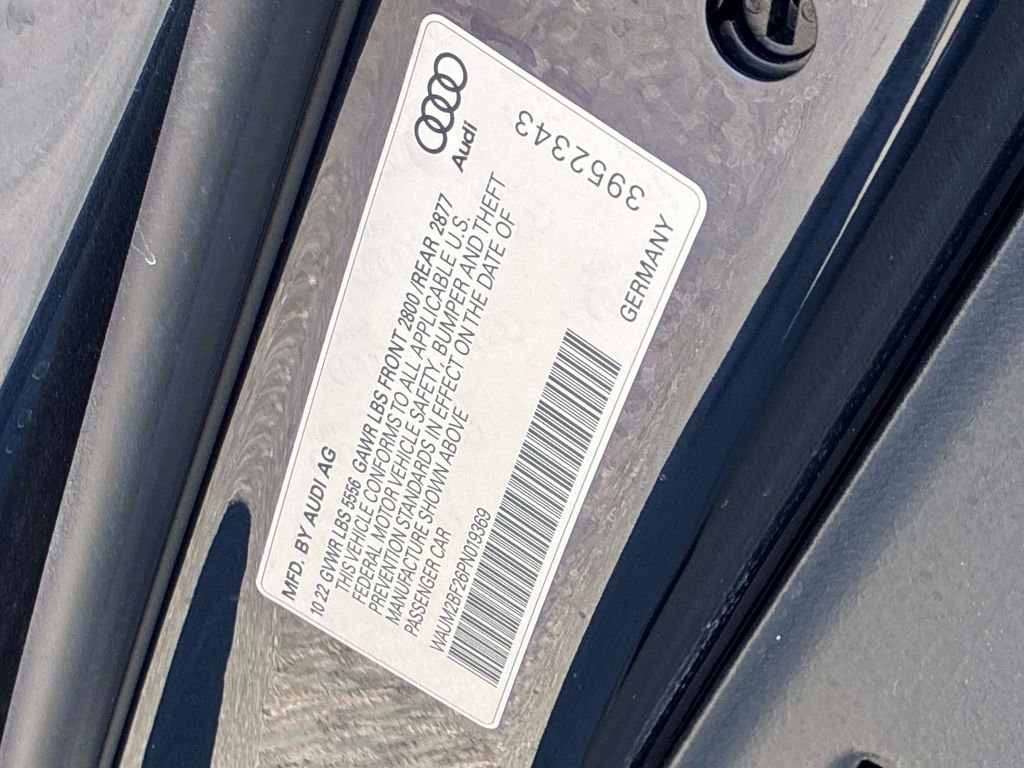 Audi
3952343
MFD. BY AUDI AG
10 22 GVWR LBS 5556 GAWR LBS FRONT 2800 /REAR 2877
THIS VEHICLE CONFORMS TO ALL APPLICABLE U.S.
FEDERAL MOTOR VEHICLE SAFETY, BUMPER AND THEFT
PREVENTION STANDARDS IN EFFECT ON THE DATE OF
MANUFACTURE SHOWN ABOVE
PASSENGER CAR
WAUM2BF26PN019369
GERMANY